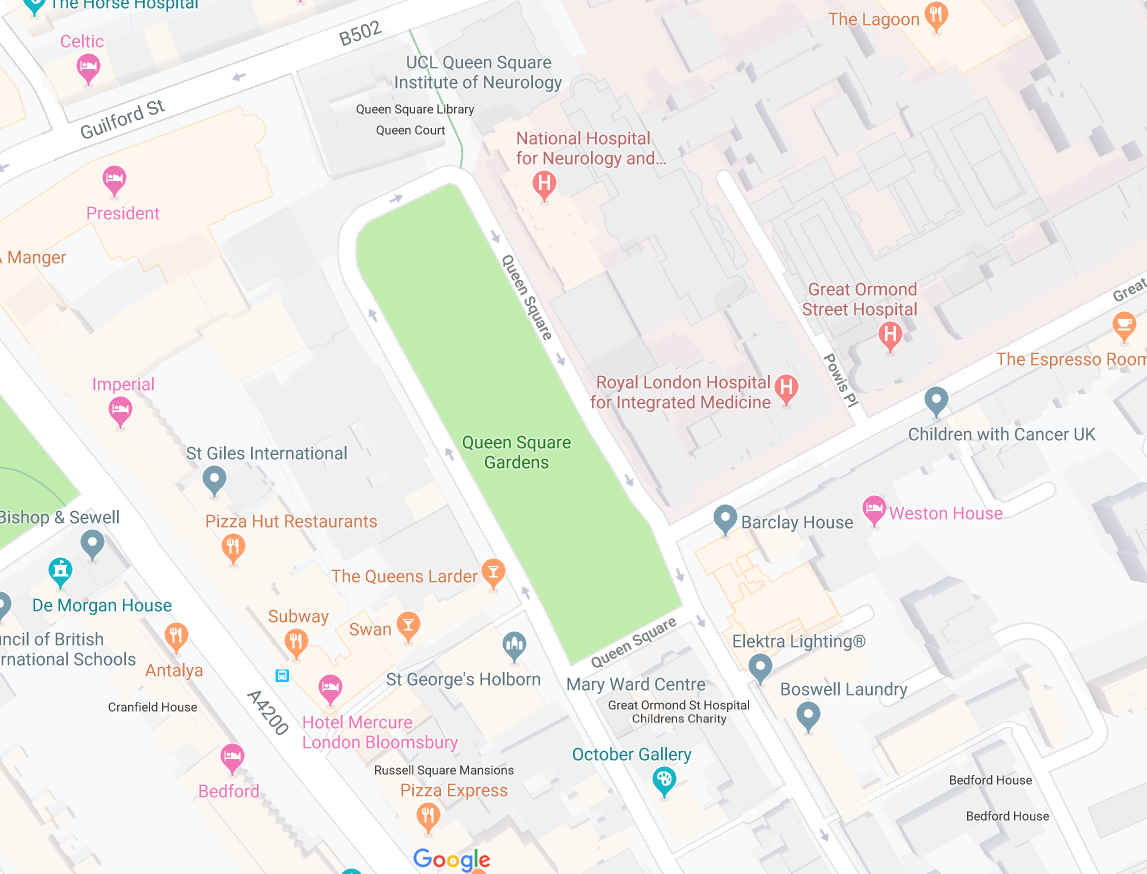 The Horse Hospital
Celtic
B502
The Lagoon
UCL Queen Square
Institute of Neurology
Guilford St
Queen Square Library
Queen Court
National Hospital
for Neurology and...
President
A Manger
Queen Square
Great Ormond
Street Hospital
Great
The Espresso Room
Powis Pl
Imperial
Royal London Hospital
for Integrated Medicine
Children with Cancer UK
Queen Square
Gardens
St Giles International
Bishop & Sewell
Pizza Hut Restaurants
Barclay House
Weston House
The Queens Larder
De Morgan House
Subway
Swan
Queen Square
Elektra Lighting®
ncil of British
rnational Schools
Antalya
St George's Holborn
Mary Ward Centre
Boswell Laundry
Cranfield House
A4200
Great Ormond St Hospital
Childrens Charity
Hotel Mercure
London Bloomsbury
October Gallery
Russell Square Mansions
Bedford
Pizza Express
Bedford House
Bedford House
Google